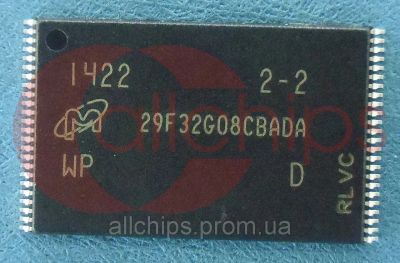 1422 2-2
29F32G08CBADA
WP D
RLVC
allchips
allchips.prom.ua